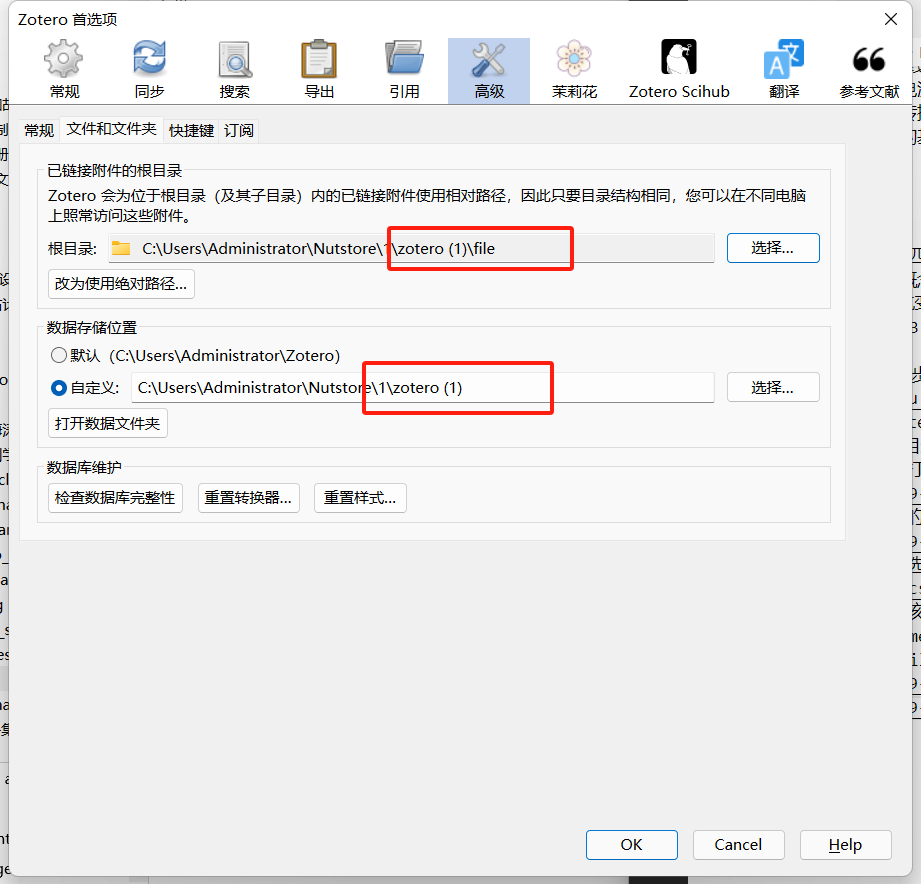 Zotero 首选项
常规 同步 搜索 导出 引用 高级 茉莉花 Zotero Scihub 翻译 参考文献
常规 文件和文件夹 快捷键 订阅
已链接附件的根目录
Zotero 会为位于根目录（及其子目录）内的已链接附件使用相对路径，因此只要目录结构相同，您可以在不同电脑
上照常访问这些附件。
根目录: C:\Users\Administrator\Nutstore\1\zotero (1)\file 选择...
改为使用绝对路径...
数据存储位置
默认（C:\Users\Administrator\Zotero）
自定义: C:\Users\Administrator\Nutstore\1\zotero (1) 选择...
打开数据文件夹
数据库维护
检查数据库完整性 重置转换器... 重置样式...
OK Cancel Help